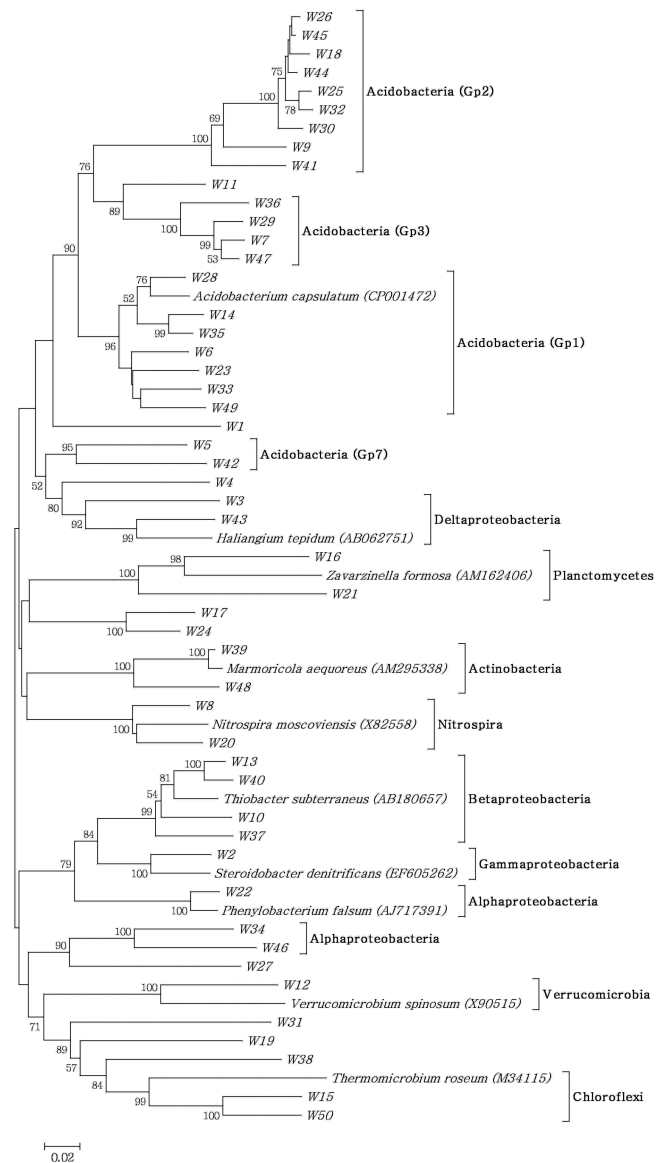 W26
W45
W18
75
W44
W25
Acidobacteria (Gp2)
100
78
W32
69
W30
100
W9
76
W41
W11
89
W36
100
W29
Acidobacteria (Gp3)
99
W7
90
53
W47
76
W28
52
Acidobacterium capsulatum (CP001472)
W14
99
W35
96
Acidobacteria (Gp1)
W6
W23
W33
W49
W1
95
W5
Acidobacteria (Gp7)
W42
52
W4
80
W3
92
W43
Deltaproteobacteria
99
Haliangium tepidum (AB062751)
98
W16
100
Zavarzinella formosa (AM162406)
Planctomycetes
W21
W17
100
W24
100
W39
100
Marmoricola aequoreus (AM295338)
Actinobacteria
W48
W8
100
Nitrospira moscoviensis (X82558)
Nitrospira
W20
100
W13
81
W40
54
Thiobacter subterraneus (AB180657)
Betaproteobacteria
99
W10
84
W37
W2
Gammaproteobacteria
79
100
Steroidobacter denitrificans (EF605262)
W22
Alphaproteobacteria
100
Phenylobacterium falsum (AJ717391)
100
W34
Alphaproteobacteria
90
W46
W27
100
W12
Verrucomicrobia
Verrucomicrobium spinosum (X90515)
71
W31
89
W19
57
W38
84
Thermomicrobium roseum (M34115)
99
W15
Chloroflexi
100
W50
0.02